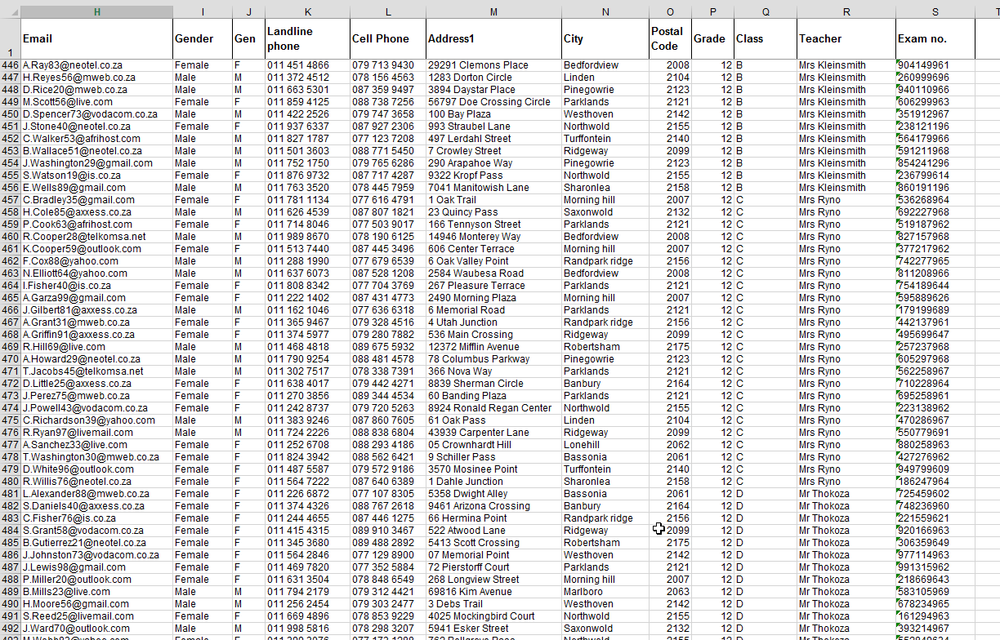 H I J K L M N O P Q R S T
1 Email Gender Gen Landline phone Cell Phone Address1 City Postal Code Grade Class Teacher Exam no.
446 A.Ray83@neotel.co.za Female F 011 451 4866 079 713 9430 29291 Clemons Place Bedfordview 2008 12 B Mrs Kleinsmith 904149961
447 H.Reyes56@mweb.co.za Male M 011 372 4512 078 156 4563 1283 Dorton Circle Linden 2104 12 B Mrs Kleinsmith 260999696
448 D.Rice20@mweb.co.za Male M 011 663 5301 087 359 9497 3894 Daystar Place Pinegowrie 2123 12 B Mrs Kleinsmith 940110966
449 M.Scott56@live.com Female F 011 859 4125 088 738 7256 56797 Doe Crossing Circle Parklands 2121 12 B Mrs Kleinsmith 606299963
450 D.Spencer73@vodacom.co.za Male M 011 422 2526 079 747 3658 100 Bay Plaza Westhoven 2142 12 B Mrs Kleinsmith 351912967
451 J.Stone40@neotel.co.za Female F 011 937 6337 087 927 2306 993 Straubel Lane Northwold 2155 12 B Mrs Kleinsmith 238121196
452 C.Walker53@afrihost.com Male M 011 827 1787 077 123 7208 497 Lerdahl Street Turffontein 2140 12 B Mrs Kleinsmith 564179966
453 B.Wallace51@neotel.co.za Male M 011 501 3603 088 771 5450 7 Crowley Street Ridgeway 2099 12 B Mrs Kleinsmith 591211968
454 J.Washington29@gmail.com Male M 011 752 1750 079 765 6286 290 Arapahoe Way Pinegowrie 2123 12 B Mrs Kleinsmith 854241296
455 S.Watson19@is.co.za Female F 011 876 9732 087 717 4287 9322 Kropf Pass Northwold 2155 12 B Mrs Kleinsmith 236799614
456 E.Wells89@gmail.com Male M 011 763 3520 078 445 7959 7041 Manitowish Lane Sharonlea 2158 12 B Mrs Kleinsmith 860191196
457 C.Bradley35@gmail.com Female F 011 781 1134 077 616 4791 1 Oak Trail Morning hill 2007 12 C Mrs Ryno 536268964
458 H.Cole85@axxess.co.za Male M 011 626 4539 087 807 1821 23 Quincy Pass Saxonwold 2132 12 C Mrs Ryno 692227968
459 P.Cook63@afrihost.com Female F 011 714 8046 077 503 9017 166 Tennyson Street Parklands 2121 12 C Mrs Ryno 519187962
460 R.Cooper28@telkomsa.net Male M 011 989 8670 078 190 6125 14946 Monterey Way Bedfordview 2008 12 C Mrs Ryno 827157968
461 K.Cooper59@outlook.com Female F 011 513 7440 087 445 3496 606 Center Terrace Morning hill 2007 12 C Mrs Ryno 377217962
462 F.Cox88@yahoo.com Male M 011 288 1990 077 679 6539 6 Oak Valley Point Randpark ridge 2156 12 C Mrs Ryno 742277965
463 N.Elliott64@yahoo.com Male M 011 637 6073 087 528 1208 2584 Waubesa Road Bedfordview 2008 12 C Mrs Ryno 811208966
464 I.Fisher40@is.co.za Female F 011 808 8342 077 704 3769 267 Pleasure Terrace Parklands 2121 12 C Mrs Ryno 754189644
465 A.Garza99@gmail.com Female F 011 222 1402 087 431 4773 2490 Morning Plaza Morning hill 2007 12 C Mrs Ryno 595889626
466 J.Gilbert81@axxess.co.za Male M 011 162 1046 077 636 6318 6 Memorial Road Parklands 2121 12 C Mrs Ryno 179199689
467 A.Grant31@mweb.co.za Male M 011 365 9467 079 328 4516 4 Utah Junction Randpark ridge 2156 12 C Mrs Ryno 442137961
468 A.Griffin91@axxess.co.za Female F 011 374 5977 079 280 7882 536 Main Crossing Ridgeway 2099 12 C Mrs Ryno 495699647
469 R.Hill69@live.com Male M 011 468 4818 089 675 5932 12372 Mifflin Avenue Robertsham 2175 12 C Mrs Ryno 257237968
470 A.Howard29@neotel.co.za Male M 011 790 9254 088 481 4578 78 Columbus Parkway Pinegowrie 2123 12 C Mrs Ryno 605297968
471 T.Jacobs45@telkomsa.net Male M 011 302 7517 078 338 7391 366 Nova Way Parklands 2121 12 C Mrs Ryno 562258967
472 D.Little25@axxess.co.za Female F 011 638 4017 079 442 4271 8839 Sherman Circle Banbury 2164 12 C Mrs Ryno 710228964
473 J.Perez75@mweb.co.za Female F 011 270 3856 089 344 4534 60 Banding Plaza Parklands 2121 12 C Mrs Ryno 695258961
474 J.Powell43@vodacom.co.za Female F 011 242 8737 079 720 5263 8924 Ronald Regan Center Northwold 2155 12 C Mrs Ryno 223138962
475 C.Richardson39@yahoo.com Male M 011 383 9246 087 860 7605 61 Oak Pass Linden 2104 12 C Mrs Ryno 470286967
476 R.Ryan97@livemail.com Male M 011 724 2226 088 838 6804 43939 Carpenter Lane Ridgeway 2099 12 C Mrs Ryno 550779691
477 A.Sanchez33@live.com Female F 011 252 6708 088 293 4186 05 Crownhardt Hill Lonehill 2062 12 C Mrs Ryno 880258963
478 T.Washington30@mweb.co.za Female F 011 824 3942 088 562 6421 9 Schiller Pass Bassonia 2061 12 C Mrs Ryno 427276962
479 D.White96@outlook.com Female F 011 487 5587 079 572 9186 3570 Mosinee Point Turffontein 2140 12 C Mrs Ryno 949799609
480 R.Willis76@neotel.co.za Female F 011 564 7222 087 640 6389 1 Dahle Junction Sharonlea 2158 12 C Mrs Ryno 186247964
481 L.Alexander88@mweb.co.za Female F 011 226 6872 077 107 8305 5358 Dwight Alley Bassonia 2061 12 D Mr Thokoza 725459602
482 S.Daniels40@axxess.co.za Female F 011 374 4326 088 767 2618 9461 Arizona Crossing Banbury 2164 12 D Mr Thokoza 748236960
483 C.Fisher76@is.co.za Female F 011 244 4655 087 446 1275 66 Hermina Point Randpark ridge 2156 12 D Mr Thokoza 221559621
484 S.Grant58@vodacom.co.za Female F 011 415 4315 089 910 3467 522 Atwood Lane Ridgeway 2099 12 D Mr Thokoza 920166963
485 B.Gutierrez21@neotel.co.za Female F 011 345 3680 089 488 2892 5413 Scott Crossing Robertsham 2175 12 D Mr Thokoza 306359649
486 J.Johnston73@vodacom.co.za Female F 011 564 2846 077 129 8900 07 Memorial Point Westhoven 2142 12 D Mr Thokoza 977114963
487 J.Lewis98@gmail.com Female F 011 469 7820 077 352 5884 72 Pierstorff Court Parklands 2121 12 D Mr Thokoza 991315962
488 P.Miller20@outlook.com Female F 011 631 3504 078 848 6549 268 Longview Street Morning hill 2007 12 D Mr Thokoza 218669643
489 B.Mills23@live.com Male M 011 794 2179 079 312 4421 69816 Kim Avenue Marlboro 2063 12 D Mr Thokoza 583105969
490 H.Moore56@gmail.com Male M 011 256 2454 079 303 2477 3 Debs Trail Westhoven 2142 12 D Mr Thokoza 678234965
491 S.Reed25@livemail.com Female F 011 669 4896 078 853 9229 4025 Mockingbird Court Northwold 2155 12 D Mr Thokoza 161294963
492 J.Ward70@outlook.com Male M 011 998 5816 078 298 3207 5941 Esker Street Saxonwold 2132 12 D Mr Thokoza 393214967